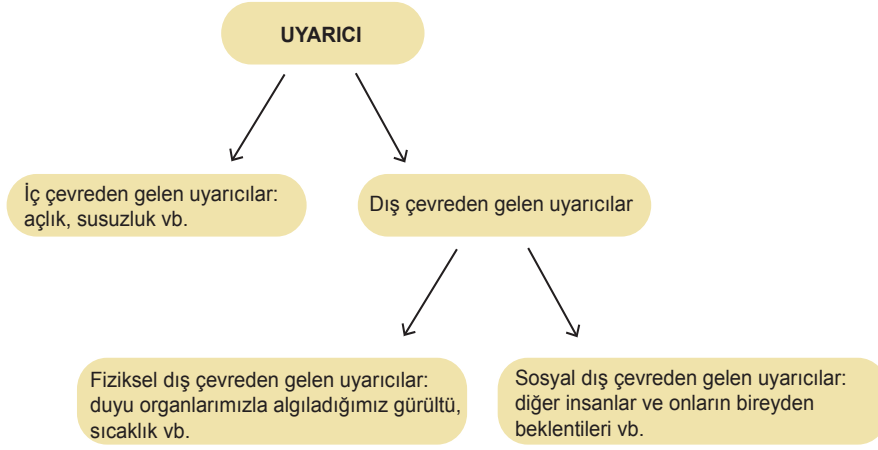 UYARICI
İç çevreden gelen uyarıcılar:
açlık, susuzluk vb.
Dış çevreden gelen uyarıcılar
Fiziksel dış çevreden gelen uyarıcılar:
duyu organlarımızla algıladığımız gürültü,
sıcaklık vb.
Sosyal dış çevreden gelen uyarıcılar:
diğer insanlar ve onların bireyden
beklentileri vb.